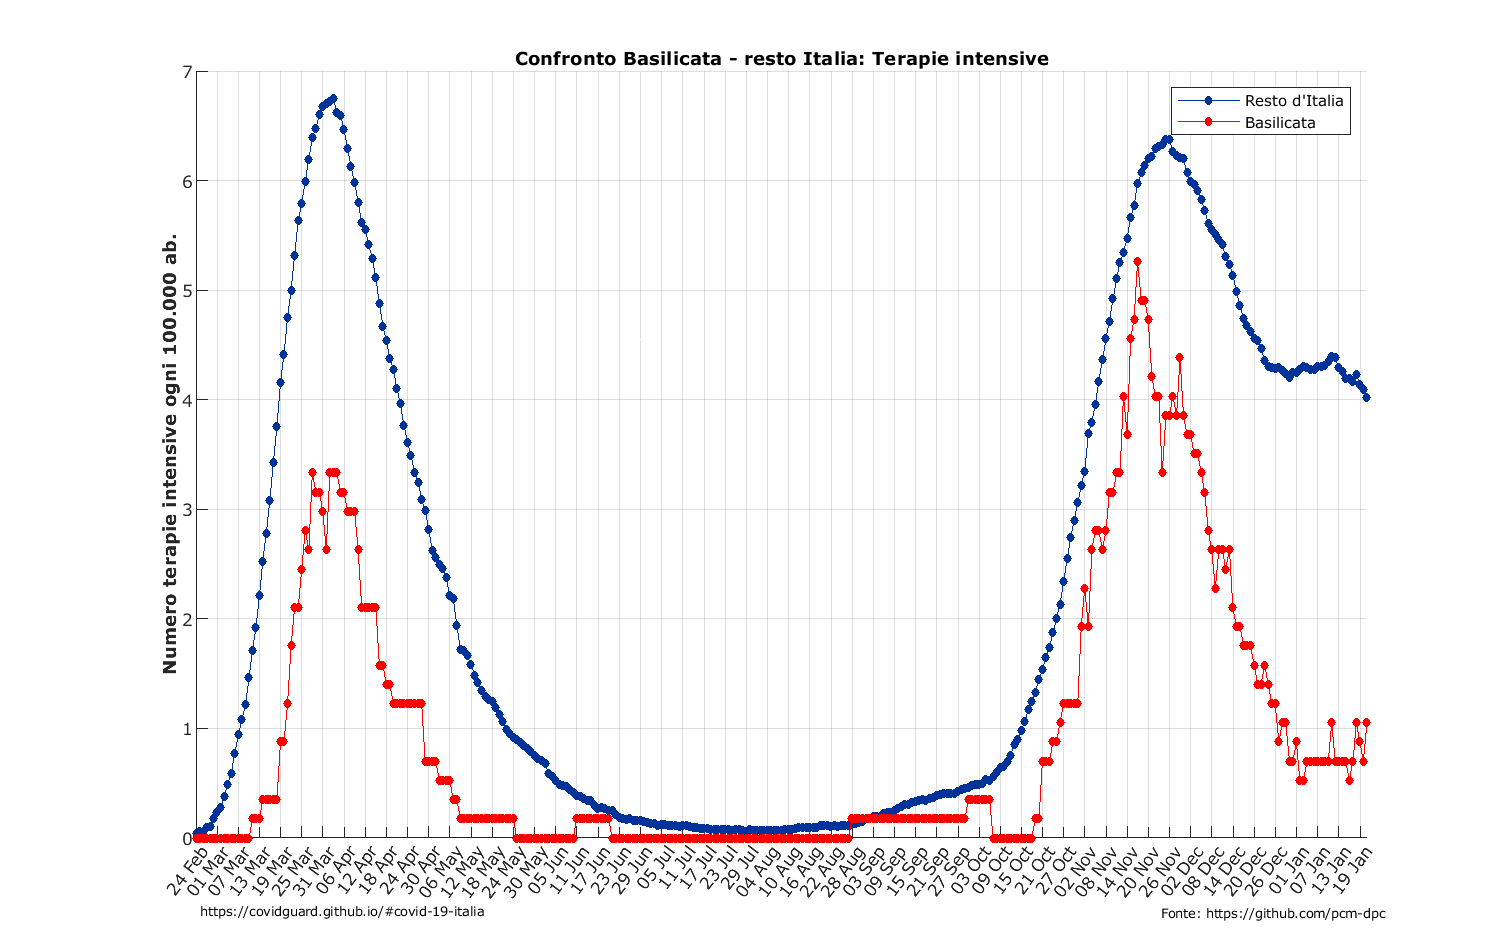 Confronto Basilicata - resto Italia: Terapie intensive
Resto d'Italia
Basilicata
Numero terapie intensive ogni 100.000 ab.
7
6
5
4
3
2
1
0
24 Feb
01 Mar
07 Mar
13 Mar
19 Mar
25 Mar
31 Mar
06 Apr
12 Apr
18 Apr
24 Apr
30 Apr
06 May
12 May
18 May
24 May
30 May
05 Jun
11 Jun
17 Jun
23 Jun
29 Jun
05 Jul
11 Jul
17 Jul
23 Jul
29 Jul
04 Aug
10 Aug
16 Aug
22 Aug
28 Aug
03 Sep
09 Sep
15 Sep
21 Sep
27 Sep
03 Oct
09 Oct
15 Oct
21 Oct
27 Oct
02 Nov
08 Nov
14 Nov
20 Nov
26 Nov
02 Dec
08 Dec
14 Dec
20 Dec
26 Dec
01 Jan
07 Jan
13 Jan
19 Jan
https://covidguard.github.io/#covid-19-italia
Fonte: https://github.com/pcm-dpc